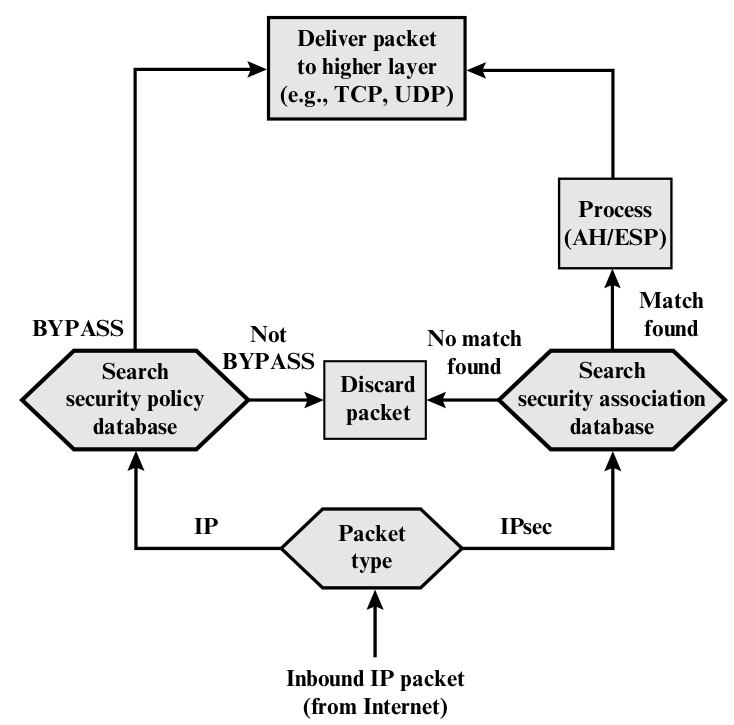 Deliver packet
to higher layer
(e.g., TCP, UDP)
Process
(AH/ESP)
BYPASS
Not
BYPASS
No match
found
Match
found
Search
security policy
database
Discard
packet
Search
security association
database
IP
Packet
type
IPsec
Inbound IP packet
(from Internet)